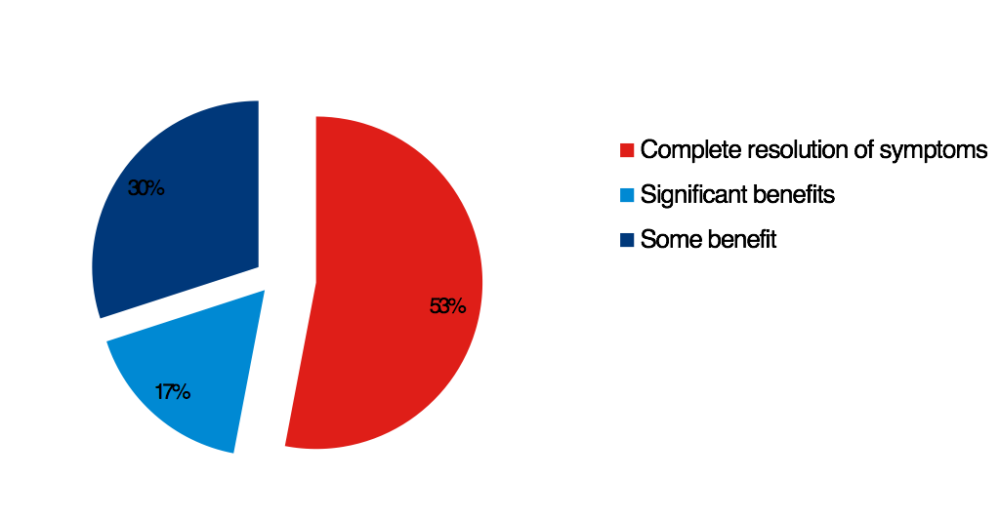 30%
53%
17%
Complete resolution of symptoms
Significant benefits
Some benefit